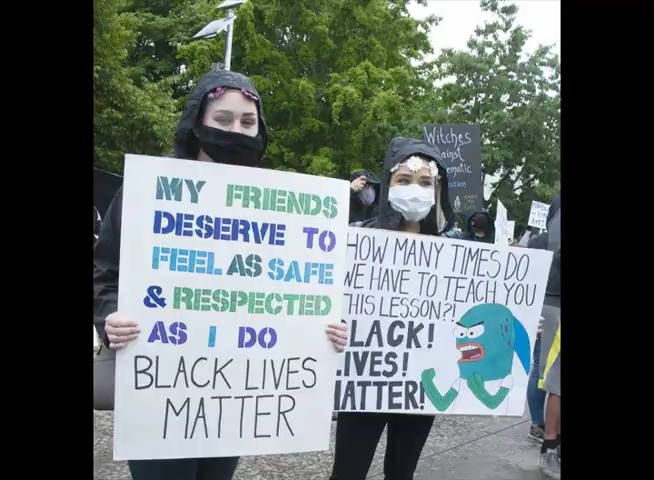 MY FRIENDS
DESERVE TO
FEEL AS SAFE
& RESPECTED
AS I DO
BLACK LIVES
MATTER
HOW MANY TIMES DO
WE HAVE TO TEACH YOU
THIS LESSON?!
BLACK!
LIVES!
MATTER!
Witches
against